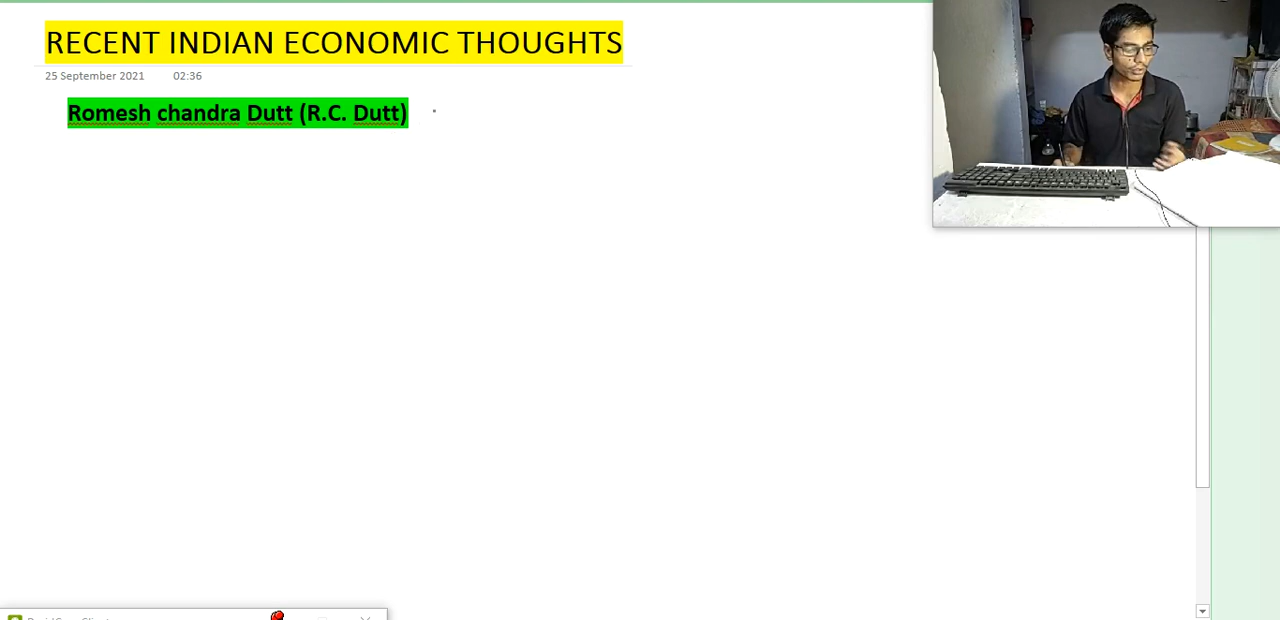 RECENT INDIAN ECONOMIC THOUGHTS
25 September 2021 02:36
Romesh chandra Dutt (R.C. Dutt)